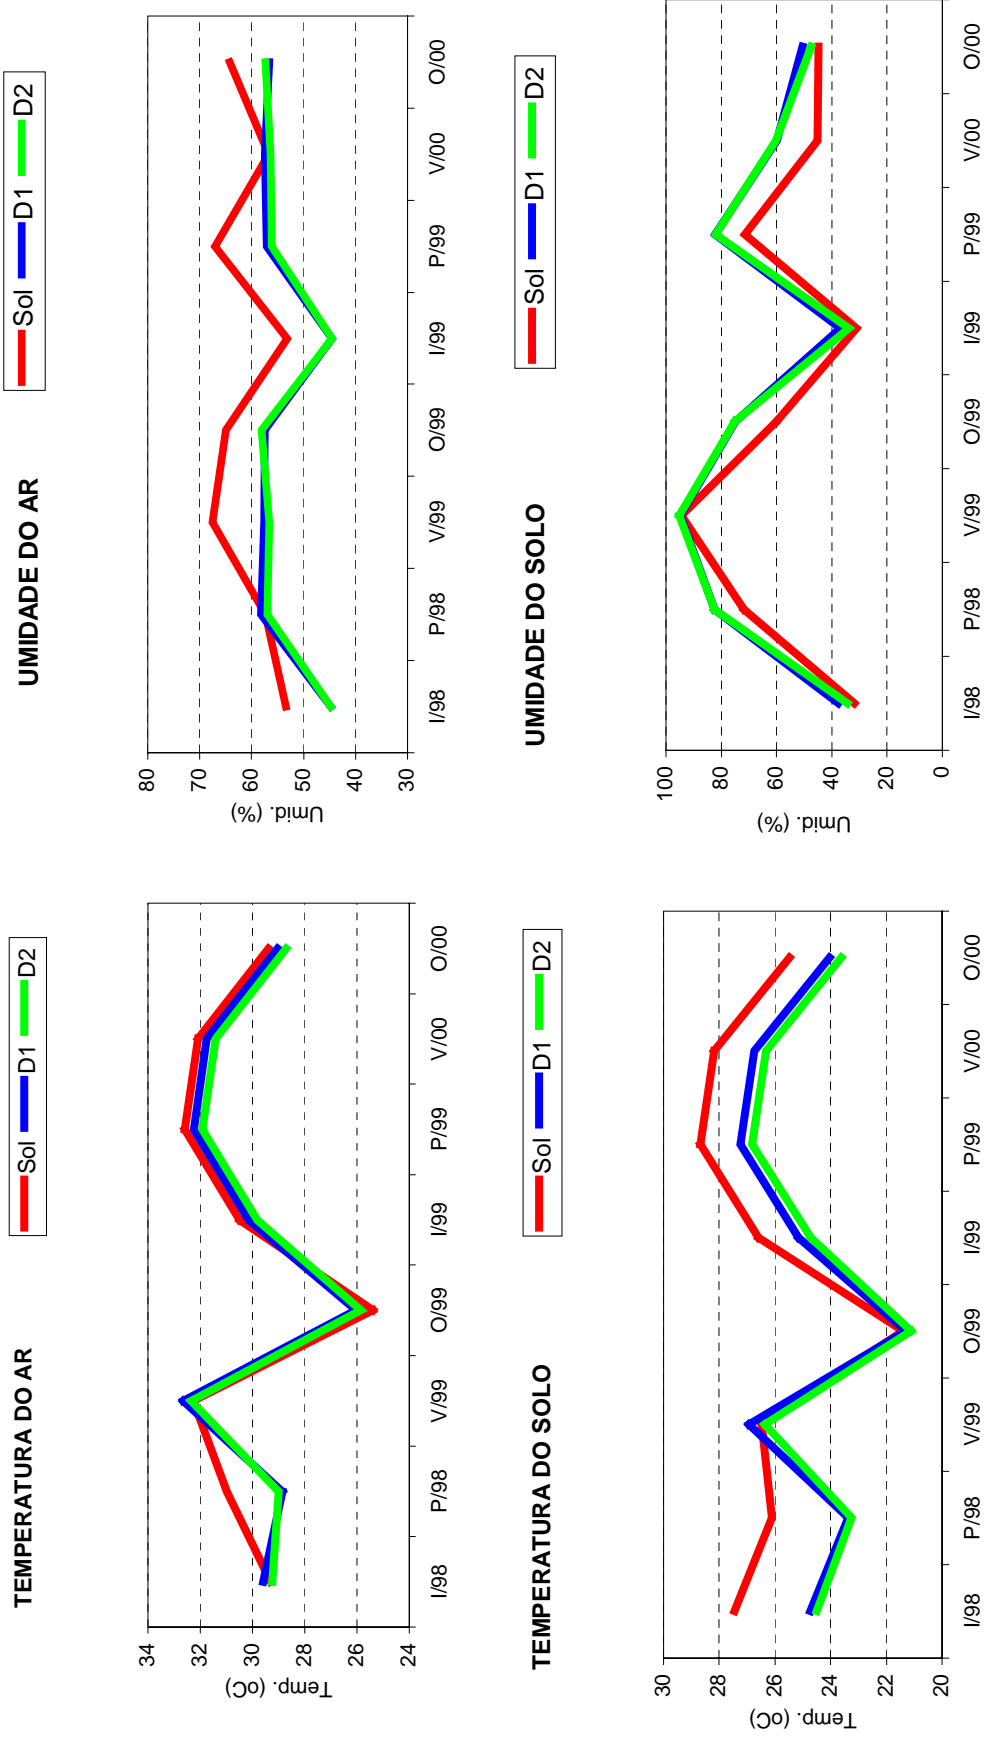 TEMPERATURA DO AR
Sol D1 D2
Temp. (oC)
34
32
30
28
26
24
I/98 P/98 V/99 O/99 I/99 P/99 V/00 O/00
UMIDADE DO AR
Sol D1 D2
Umid. (%)
80
70
60
50
40
30
I/98 P/98 V/99 O/99 I/99 P/99 V/00 O/00
TEMPERATURA DO SOLO
Sol D1 D2
Temp. (oC)
30
28
26
24
22
20
I/98 P/98 V/99 O/99 I/99 P/99 V/00 O/00
UMIDADE DO SOLO
Sol D1 D2
Umid. (%)
100
80
60
40
20
0
I/98 P/98 V/99 O/99 I/99 P/99 V/00 O/00